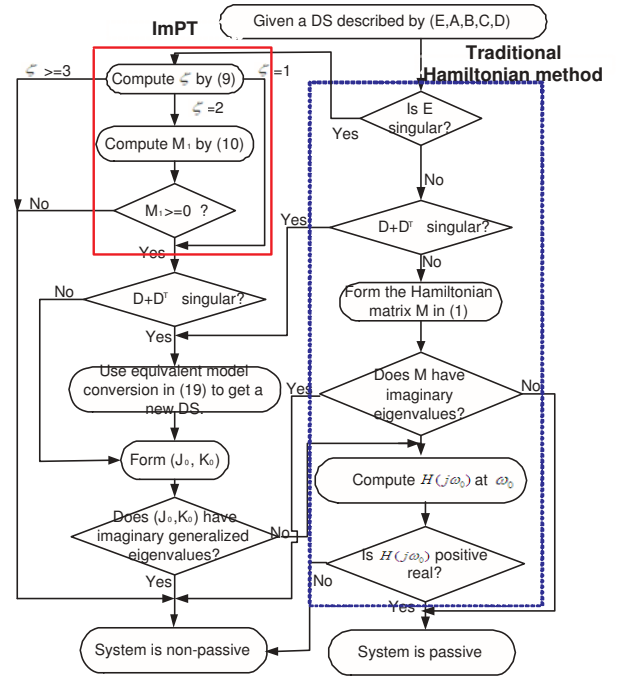 Given a DS described by (E,A,B,C,D)
ImPT
Traditional
Hamiltonian method
ζ >=3
Compute ζ by (9)
ζ =1
ζ =2
Compute M₁ by (10)
No
M₁>=0 ?
Yes
Is E
singular?
Yes
No
Yes
D+Dᵀ singular?
No
Form the Hamiltonian
matrix M in (1)
No
D+Dᵀ singular?
Yes
Use equivalent model
conversion in (19) to get a
new DS.
Yes
Does M have
imaginary
eigenvalues?
No
Form (J₀, K₀)
Compute H(jω₀) at ω₀
Does (J₀,K₀) have
imaginary generalized
eigenvalues?
No
Yes
Is H(jω₀) positive
real?
No
Yes
System is non-passive
System is passive